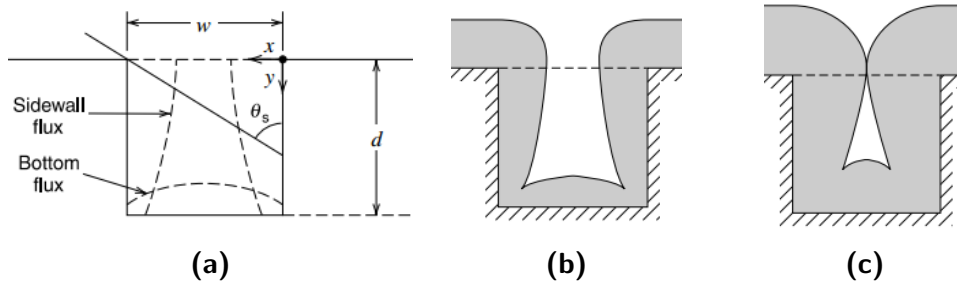 w
x
y
Sidewall
flux
θs
d
Bottom
flux
(a) (b) (c)